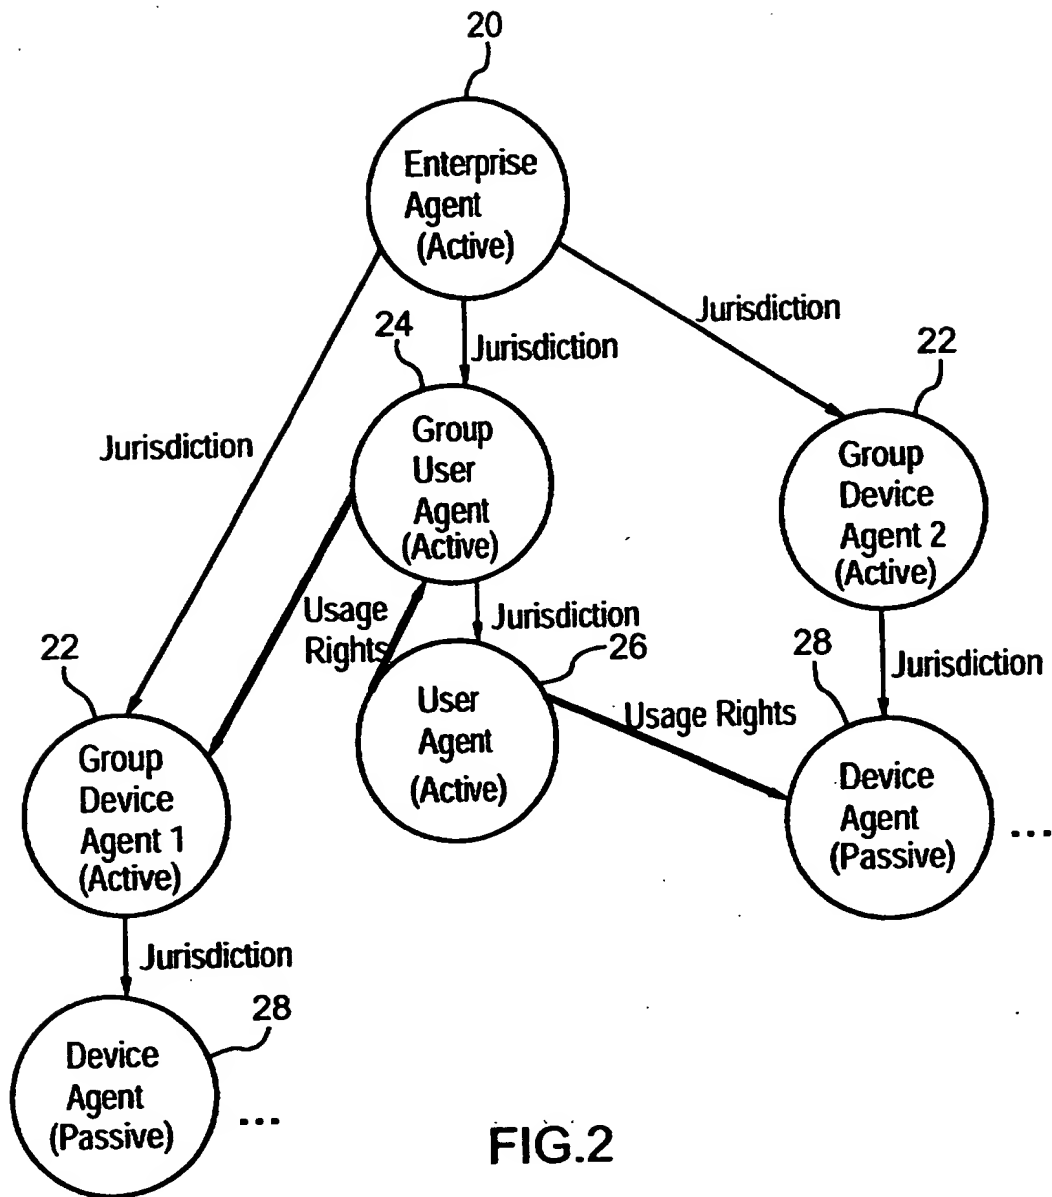 20
Enterprise
Agent
(Active)
24
Jurisdiction
Jurisdiction
22
Jurisdiction
Group
User
Agent
(Active)
Group
Device
Agent 2
(Active)
Usage
Rights
Jurisdiction
22
26
28
Jurisdiction
Group
Device
Agent 1
(Active)
User
Agent
(Active)
Usage Rights
Device
Agent
(Passive)
...
Jurisdiction
28
Device
Agent
(Passive)
...
FIG.2